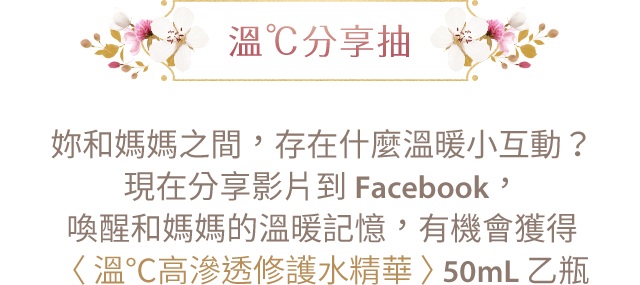 溫℃分享抽
妳和媽媽之間，存在什麼溫暖小互動？
現在分享影片到 Facebook，
喚醒和媽媽的溫暖記憶，有機會獲得
〈 溫℃高滲透修護水精華 〉50mL 乙瓶